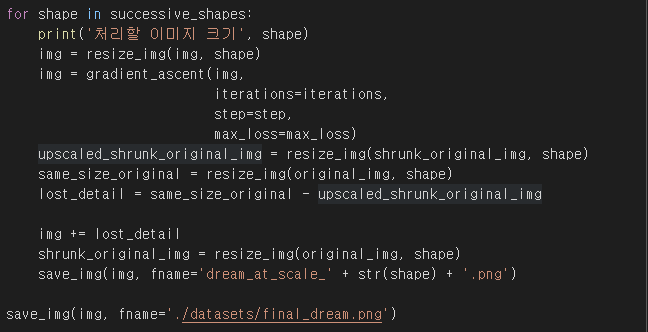 for shape in successive_shapes:
    print('처리할 이미지 크기', shape)
    img = resize_img(img, shape)
    img = gradient_ascent(img,
                          iterations=iterations,
                          step=step,
                          max_loss=max_loss)
    upscaled_shrunk_original_img = resize_img(shrunk_original_img, shape)
    same_size_original = resize_img(original_img, shape)
    lost_detail = same_size_original - upscaled_shrunk_original_img

    img += lost_detail
    shrunk_original_img = resize_img(original_img, shape)
    save_img(img, fname='dream_at_scale_' + str(shape) + '.png')

save_img(img, fname='./datasets/final_dream.png')